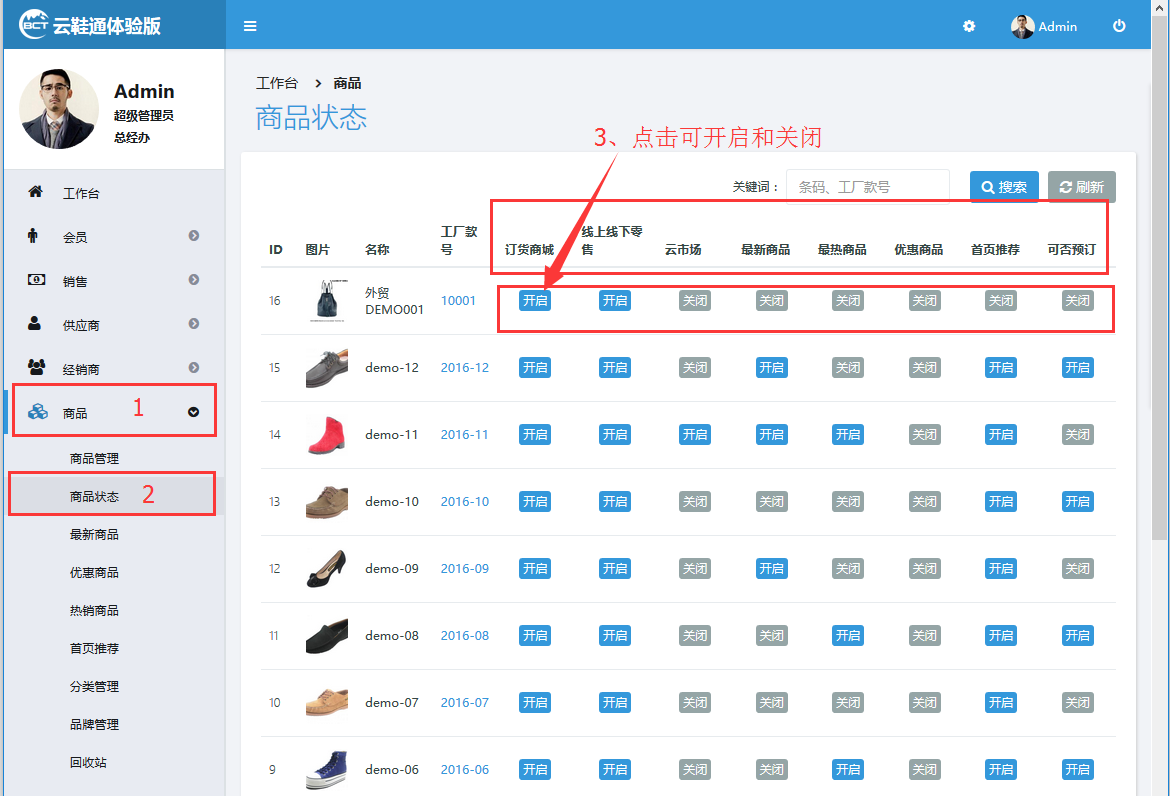 BCT 云鞋通体验版
Admin
Admin
超级管理员
总经办
工作台
会员
销售
供应商
经销商
商品 1
商品管理
商品状态 2
最新商品
优惠商品
热销商品
首页推荐
分类管理
品牌管理
回收站
工作台 > 商品
商品状态
3、点击可开启和关闭
关键词： 条码、工厂款号 搜索 刷新
ID 图片 名称 工厂款号 订货商城 线上线下零售 云市场 最新商品 最热商品 优惠商品 首页推荐 可否预订
16 外贸DEMO001 10001 开启 开启 关闭 关闭 关闭 关闭 关闭 关闭
15 demo-12 2016-12 开启 开启 关闭 开启 关闭 关闭 开启 开启
14 demo-11 2016-11 开启 开启 开启 开启 开启 关闭 开启 关闭
13 demo-10 2016-10 开启 开启 关闭 关闭 关闭 关闭 开启 开启
12 demo-09 2016-09 开启 开启 关闭 开启 关闭 关闭 开启 关闭
11 demo-08 2016-08 开启 开启 关闭 关闭 开启 关闭 开启 开启
10 demo-07 2016-07 开启 开启 关闭 关闭 关闭 关闭 开启 关闭
9 demo-06 2016-06 开启 开启 关闭 关闭 开启 关闭 开启 开启